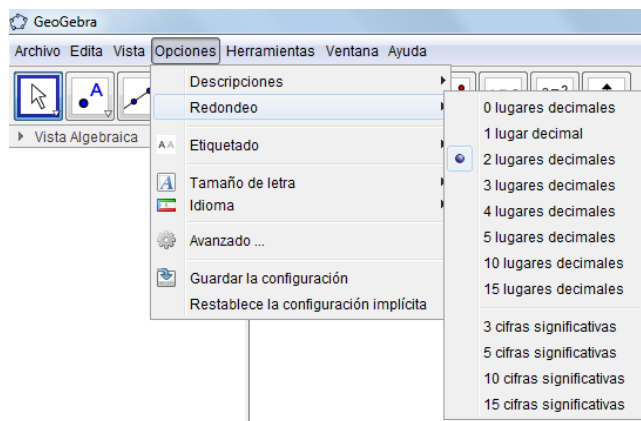 GeoGebra
Archivo Edita Vista Opciones Herramientas Ventana Ayuda
A
Vista Algebraica
Descripciones
Redondeo
AA Etiquetado
A Tamaño de letra
Idioma
Avanzado ...
Guardar la configuración
Restablece la configuración implícita
0 lugares decimales
1 lugar decimal
2 lugares decimales
3 lugares decimales
4 lugares decimales
5 lugares decimales
10 lugares decimales
15 lugares decimales
3 cifras significativas
5 cifras significativas
10 cifras significativas
15 cifras significativas